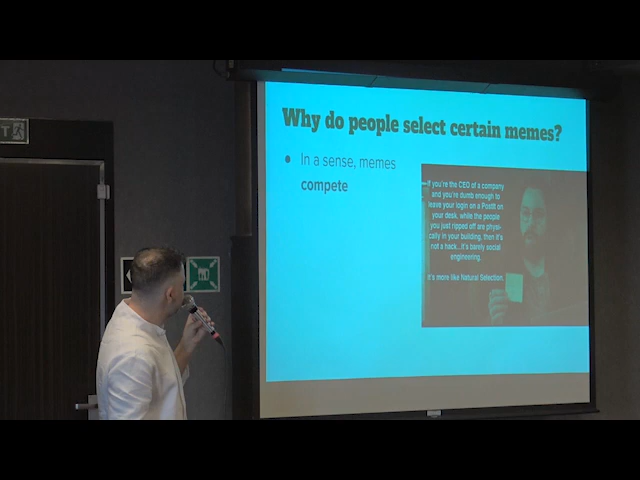 Why do people select certain memes?
● In a sense, memes
compete
If you're the CEO of a company
and you're dumb enough to
leave your login on a PostIt on
your desk, while the people
you just ripped off are physi-
cally in your building, then it's
not a hack...it's barely social
engineering.
It's more like Natural Selection.